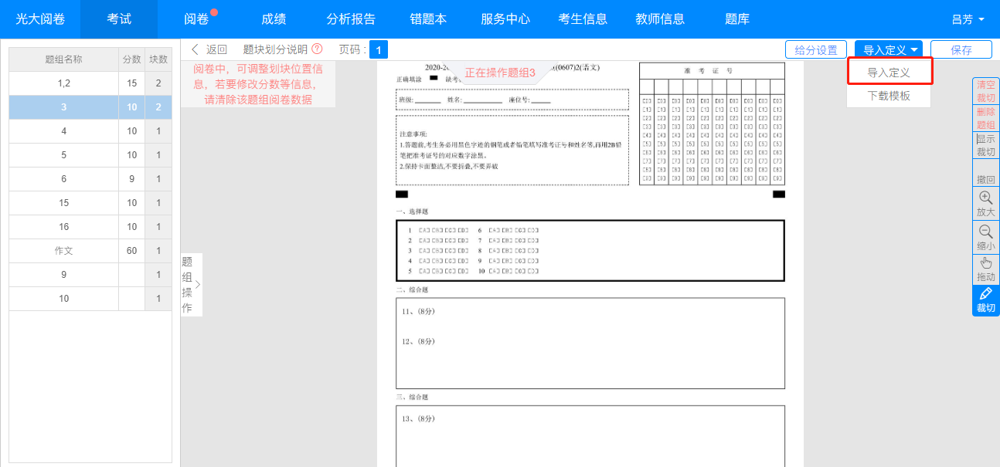 光大阅卷 考试 阅卷 成绩 分析报告 错题本 服务中心 考生信息 教师信息 题库 吕芳
题组名称 分数 块数
1,2 15 2
3 10 2
4 10 1
5 10 1
6 9 1
15 10 1
16 10 1
作文 60 1
9 1
10 1
返回 题块划分说明 ? 页码： 1 给分设置 导入定义 保存
导入定义
下载模板
阅卷中，可调整划块位置信
息，若要修改分数等信息，
请清除该题组阅卷数据
正在操作题组3
题
组
操
作
清空
裁切
删除
题组
显示
裁切
撤回
放大
缩小
拖动
裁切
2020-2 (0607)2(语文)
正确填涂 缺考
班级: 姓名: 座位号:
注意事项:
1.答题前,考生务必用黑色字迹的钢笔或者铅笔填写准考证号和姓名等,再用2B铅
笔把准考证号的对应数字涂黑。
2.保持卡面整洁,不要折叠,不要弄破
准 考 证 号
[0] [0] [0] [0] [0] [0] [0] [0] [0] [0]
[1] [1] [1] [1] [1] [1] [1] [1] [1] [1]
[2] [2] [2] [2] [2] [2] [2] [2] [2] [2]
[3] [3] [3] [3] [3] [3] [3] [3] [3] [3]
[4] [4] [4] [4] [4] [4] [4] [4] [4] [4]
[5] [5] [5] [5] [5] [5] [5] [5] [5] [5]
[6] [6] [6] [6] [6] [6] [6] [6] [6] [6]
[7] [7] [7] [7] [7] [7] [7] [7] [7] [7]
[8] [8] [8] [8] [8] [8] [8] [8] [8] [8]
[9] [9] [9] [9] [9] [9] [9] [9] [9] [9]
一、选择题
1 [A] [B] [C] [D] 6 [A] [B] [C] [D]
2 [A] [B] [C] [D] 7 [A] [B] [C] [D]
3 [A] [B] [C] [D] 8 [A] [B] [C] [D]
4 [A] [B] [C] [D] 9 [A] [B] [C] [D]
5 [A] [B] [C] [D] 10 [A] [B] [C] [D]
二、综合题
11、(8分)
12、(8分)
三、综合题
13、(8分)